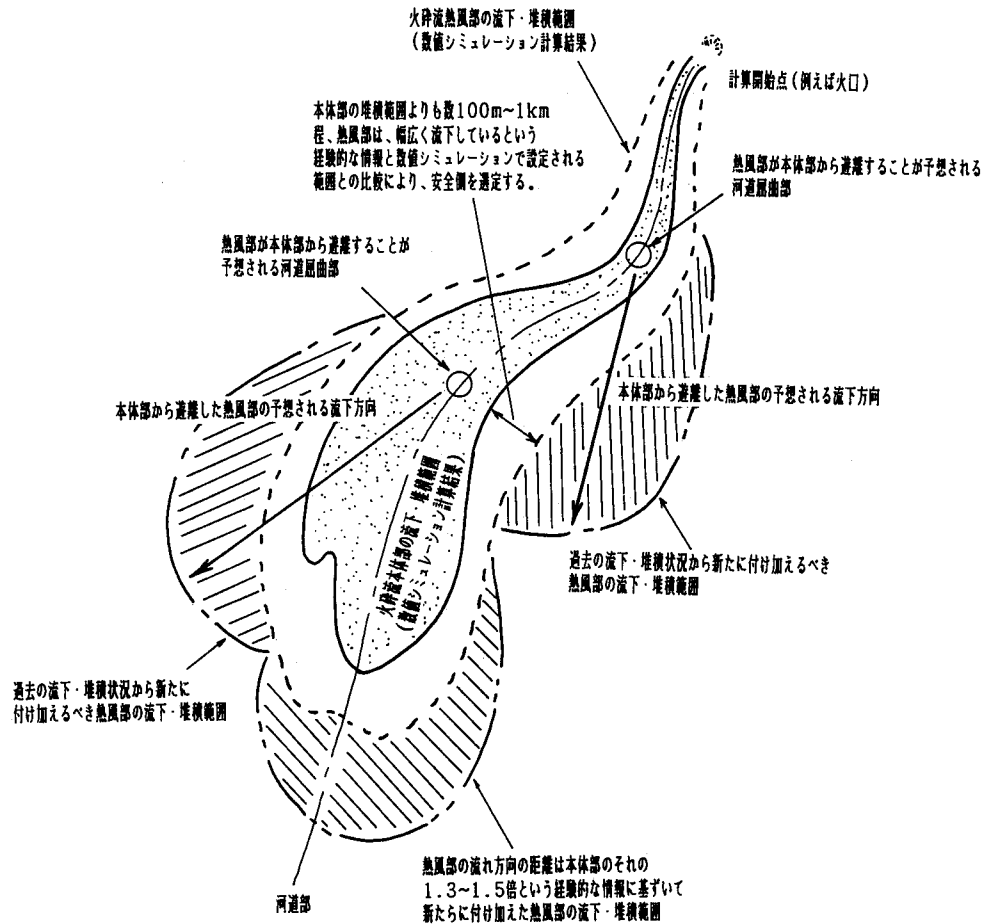 火砕流熱風部の流下・堆積範囲
(数値シミュレーション計算結果)
計算開始点(例えば火口)
本体部の堆積範囲よりも数100m~1km
程、熱風部は、幅広く流下しているという
経験的な情報と数値シミュレーションで設定される
範囲との比較により、安全側を選定する。
熱風部が本体部から遊離することが予想される
河道屈曲部
熱風部が本体部から遊離することが
予想される河道屈曲部
本体部から遊離した熱風部の予想される流下方向
本体部から遊離した熱風部の予想される流下方向
火砕流本体部の流下・堆積範囲
(数値シミュレーション計算結果)
過去の流下・堆積状況から新たに付け加えるべき
熱風部の流下・堆積範囲
過去の流下・堆積状況から新たに
付け加えるべき熱風部の流下・堆積範囲
熱風部の流れ方向の距離は本体部のそれの
1.3~1.5倍という経験的な情報に基ずいて
新たらに付け加えた熱風部の流下・堆積範囲
河道部